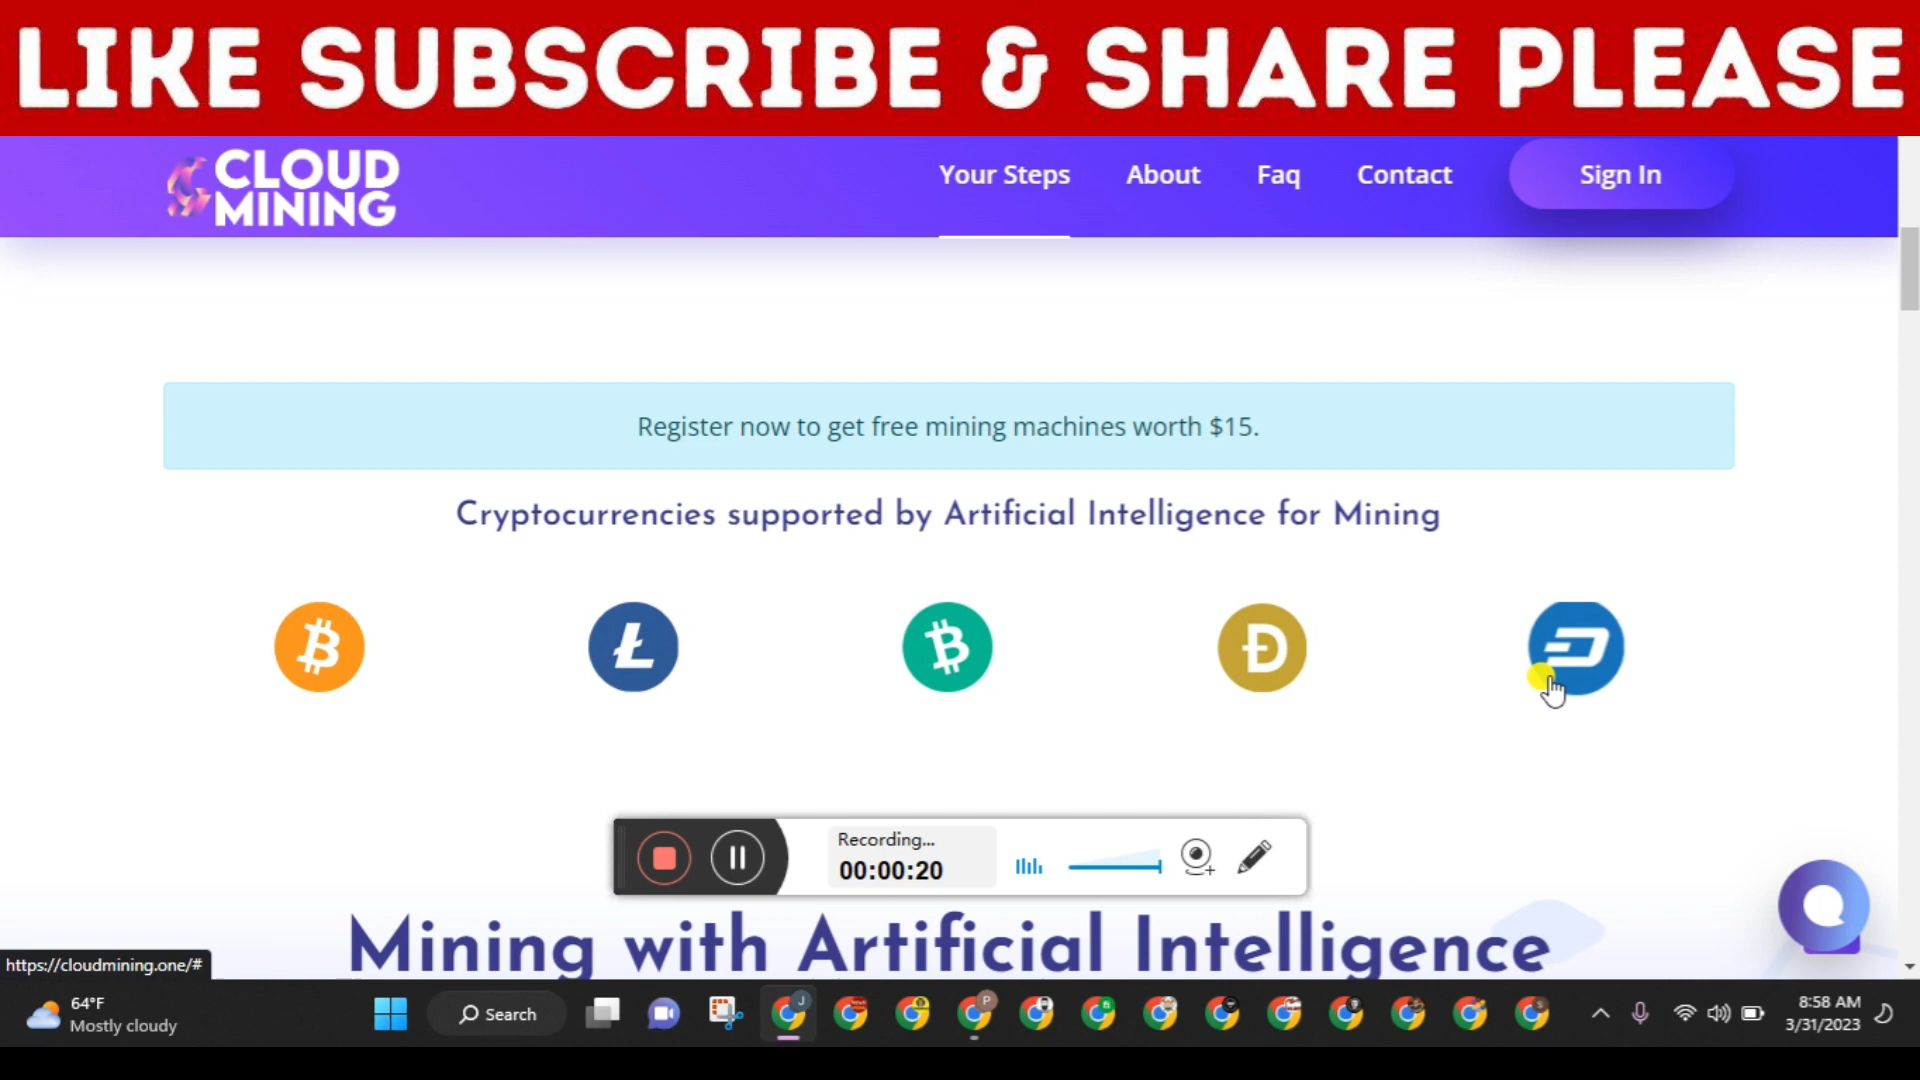 LIKE SUBSCRIBE & SHARE PLEASE
CLOUD
MINING
Your Steps
About
Faq
Contact
Sign In
Register now to get free mining machines worth $15.
Cryptocurrencies supported by Artificial Intelligence for Mining
Recording...
00:00:20
Mining with Artificial Intelligence
https://cloudmining.one/#
64°F
Mostly cloudy
Search
8:58 AM
3/31/2023